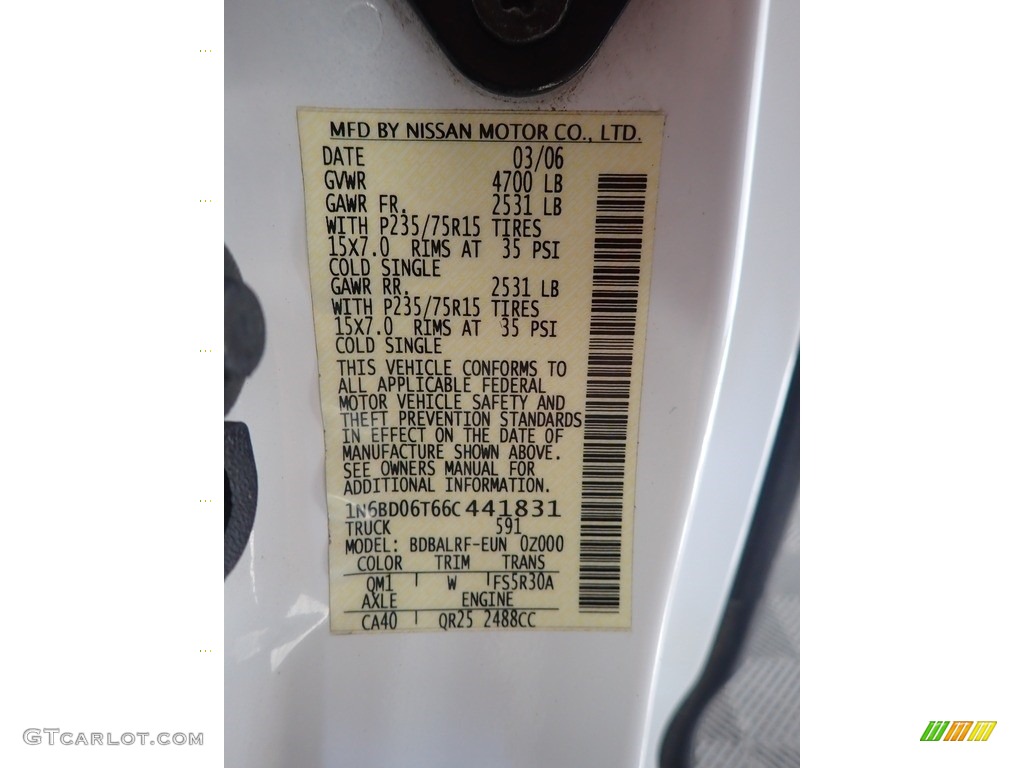 MFD BY NISSAN MOTOR CO., LTD.
DATE 03/06
GVWR 4700 LB
GAWR FR. 2531 LB
WITH P235/75R15 TIRES
15X7.0 RIMS AT 35 PSI
COLD SINGLE
GAWR RR. 2531 LB
WITH P235/75R15 TIRES
15X7.0 RIMS AT 35 PSI
COLD SINGLE
THIS VEHICLE CONFORMS TO
ALL APPLICABLE FEDERAL
MOTOR VEHICLE SAFETY AND
THEFT PREVENTION STANDARDS
IN EFFECT ON THE DATE OF
MANUFACTURE SHOWN ABOVE.
SEE OWNERS MANUAL FOR
ADDITIONAL INFORMATION.
1N6BD06T66C441831
TRUCK 591
MODEL: BDBALRF-EUN 0Z000
COLOR TRIM TRANS
QM1 W FS5R30A
AXLE ENGINE
CA40 QR25 2488CC
GTCARLOT.COM